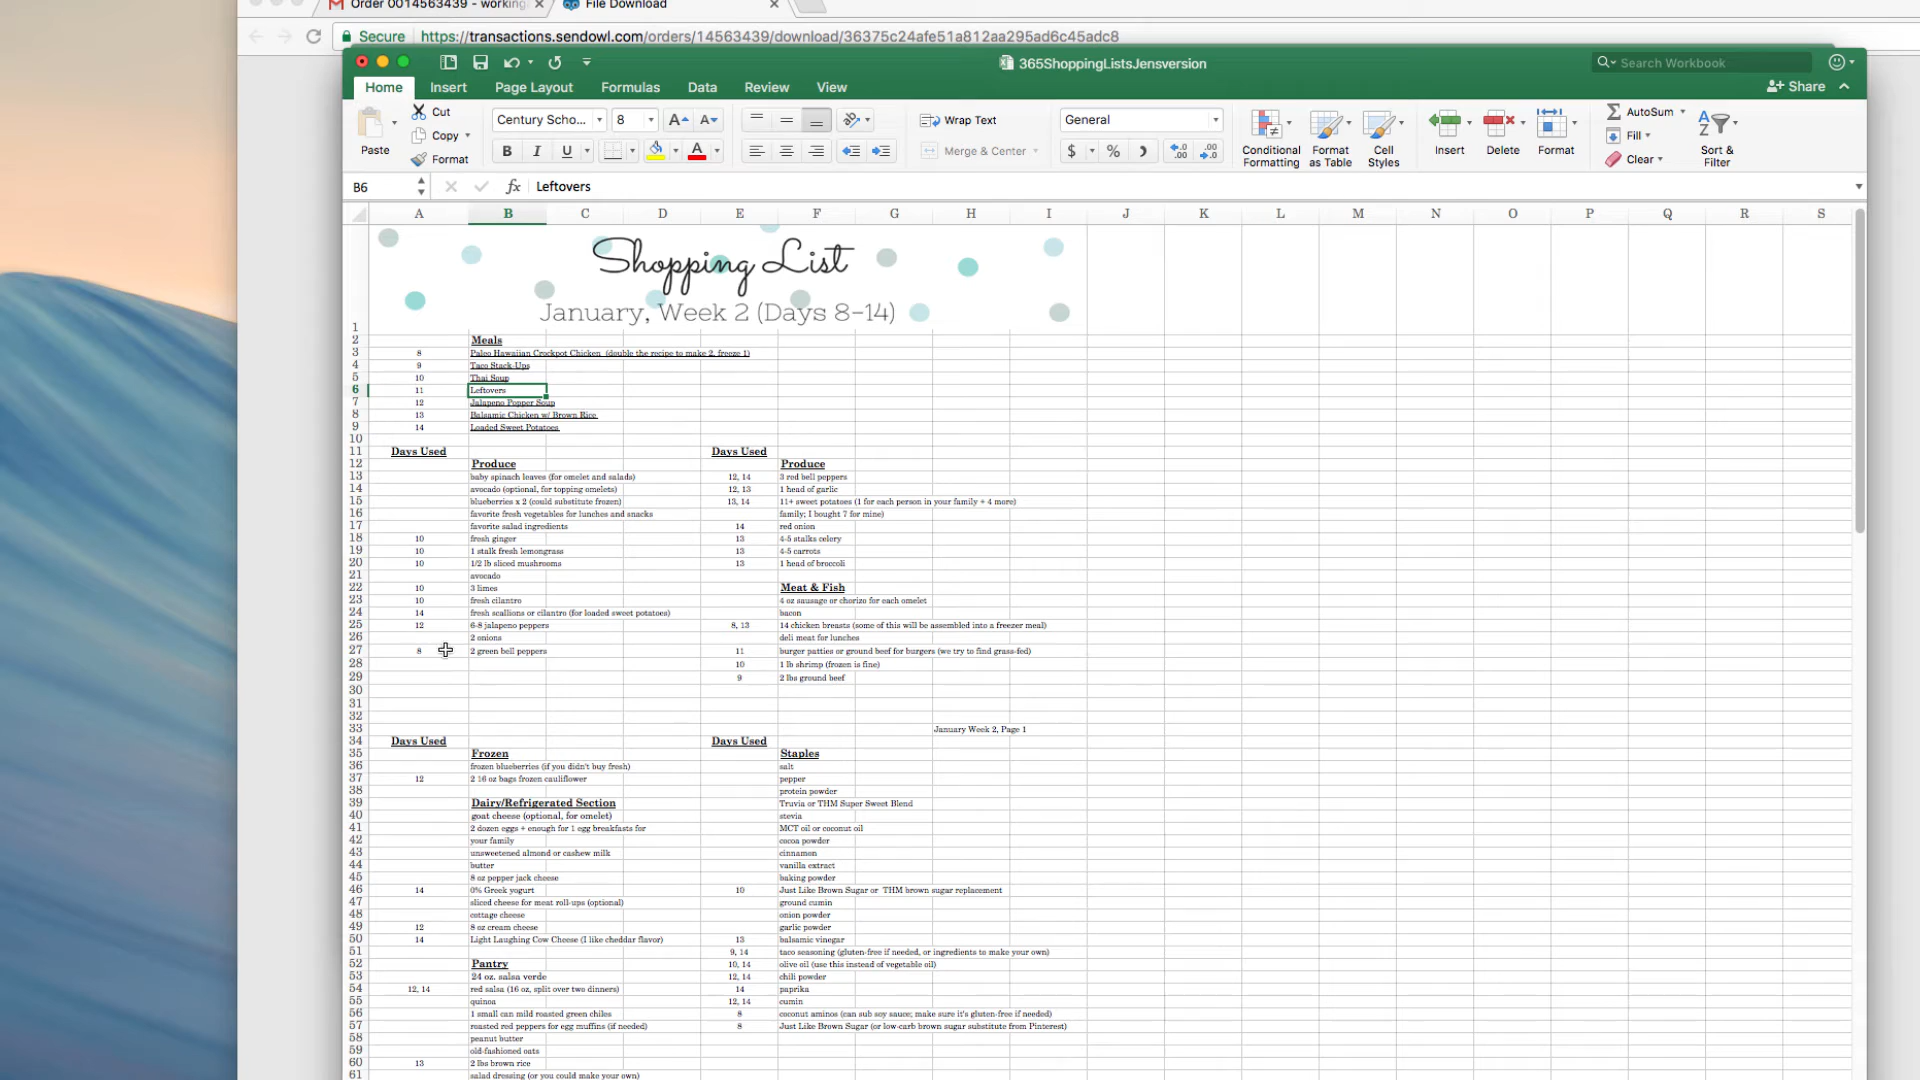 Order 0014563439 - working
File Download
Secure https://transactions.sendowl.com/orders/14563439/download/36375c24afe51a812aa295ad6c45adc8
365ShoppingListsJensversion
Search Workbook
Home Insert Page Layout Formulas Data Review View
Share
Paste
Cut
Copy
Format
Century Scho... 8
B I U
Wrap Text
Merge & Center
General
$ %
Conditional Formatting
Format as Table
Cell Styles
Insert
Delete
Format
AutoSum
Fill
Clear
Sort & Filter
B6 fx Leftovers
A B C D E F G H I J K L M N O P Q R S
Shopping List
1 January, Week 2 (Days 8-14)
2 Meals
3 8 Paleo Hawaiian Crockpot Chicken (double the recipe to make 2, freeze 1)
4 9 Taco Stack-Ups
5 10 Thai Soup
6 11 Leftovers
7 12 Jalapeno Popper Soup
8 13 Balsamic Chicken w/ Brown Rice
9 14 Loaded Sweet Potatoes
10
11 Days Used Days Used
12 Produce Produce
13 baby spinach leaves (for omelet and salads) 12, 14 3 red bell peppers
14 avocado (optional, for topping omelets) 12, 13 1 head of garlic
15 blueberries x 2 (could substitute frozen) 13, 14 11+ sweet potatoes (1 for each person in your family + 4 more)
16 favorite fresh vegetables for lunches and snacks family; I bought 7 for mine)
17 favorite salad ingredients 14 red onion
18 10 fresh ginger 13 4-5 stalks celery
19 10 1 stalk fresh lemongrass 13 4-5 carrots
20 10 1/2 lb sliced mushrooms 13 1 head of broccoli
21 avocado
22 10 3 limes Meat & Fish
23 10 fresh cilantro 4 oz sausage or chorizo for each omelet
24 14 fresh scallions or cilantro (for loaded sweet potatoes) bacon
25 12 6-8 jalapeno peppers 8, 13 14 chicken breasts (some of this will be assembled into a freezer meal)
26 2 onions deli meat for lunches
27 8 2 green bell peppers 11 burger patties or ground beef for burgers (we try to find grass-fed)
28 10 1 lb shrimp (frozen is fine)
29 9 2 lbs ground beef
30
31
32
33 January Week 2, Page 1
34 Days Used Days Used
35 Frozen Staples
36 frozen blueberries (if you didn't buy fresh) salt
37 12 2 16 oz bags frozen cauliflower pepper
38 protein powder
39 Dairy/Refrigerated Section Truvia or THM Super Sweet Blend
40 goat cheese (optional, for omelet) stevia
41 2 dozen eggs + enough for 1 egg breakfasts for MCT oil or coconut oil
42 your family cocoa powder
43 unsweetened almond or cashew milk cinnamon
44 butter vanilla extract
45 8 oz pepper jack cheese baking powder
46 14 0% Greek yogurt 10 Just Like Brown Sugar or THM brown sugar replacement
47 sliced cheese for meat roll-ups (optional) ground cumin
48 cottage cheese onion powder
49 12 8 oz cream cheese garlic powder
50 14 Light Laughing Cow Cheese (I like cheddar flavor) 13 balsamic vinegar
51 9, 14 taco seasoning (gluten-free if needed, or ingredients to make your own)
52 Pantry 10, 14 olive oil (use this instead of vegetable oil)
53 24 oz. salsa verde 12, 14 chili powder
54 12, 14 red salsa (16 oz, split over two dinners) 14 paprika
55 quinoa 12, 14 cumin
56 1 small can mild roasted green chiles 8 coconut aminos (can sub soy sauce; make sure it's gluten-free if needed)
57 roasted red peppers for egg muffins (if needed) 8 Just Like Brown Sugar (or low-carb brown sugar substitute from Pinterest)
58 peanut butter
59 old-fashioned oats
60 13 2 lbs brown rice
61 salad dressing (or you could make your own)